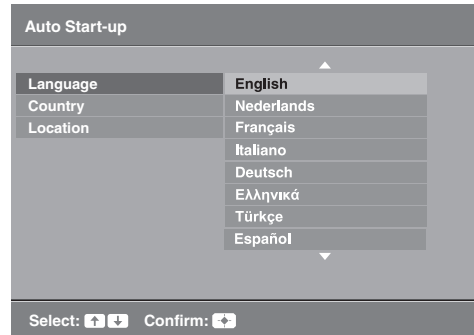 Auto Start-up
Language
Country
Location
English
Nederlands
Français
Italiano
Deutsch
Ελληνικά
Türkçe
Español
Select: Confirm: